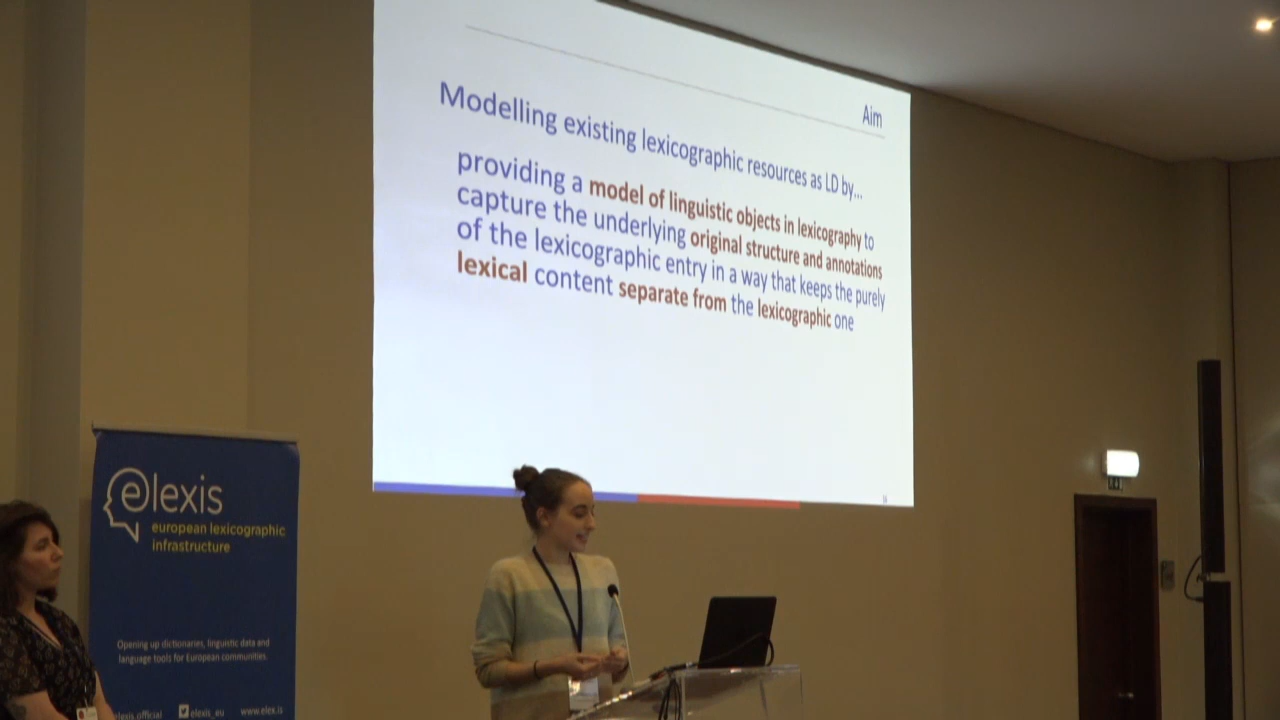 Aim
Modelling existing lexicographic resources as LD by...
providing a model of linguistic objects in lexicography to
capture the underlying original structure and annotations
of the lexicographic entry in a way that keeps the purely
lexical content separate from the lexicographic one
elexis
european lexicographic
infrastructure
Opening up dictionaries, linguistic data and
language tools for European communities.
elexis.official elexis_eu www.elex.is